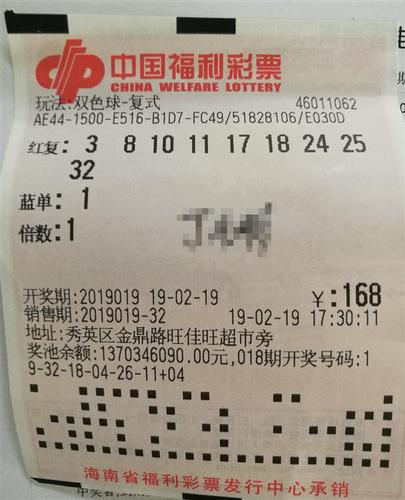 中国福利彩票
CHINA WELFARE LOTTERY
玩法:双色球-复式 46011062
AE44-1500-E516-B1D7-FC49/51828106/E030D
红复: 3 8 10 11 17 18 24 25
32
蓝单: 1
倍数:1
开奖期:2019019 19-02-19 ¥:168
销售期:2019019-32 19-02-19 17:30:11
地址:秀英区金鼎路旺佳旺超市旁
奖池余额:1370346090.00元,018期开奖号码:1
9-32-18-04-26-11+04
海南省福利彩票发行中心承销